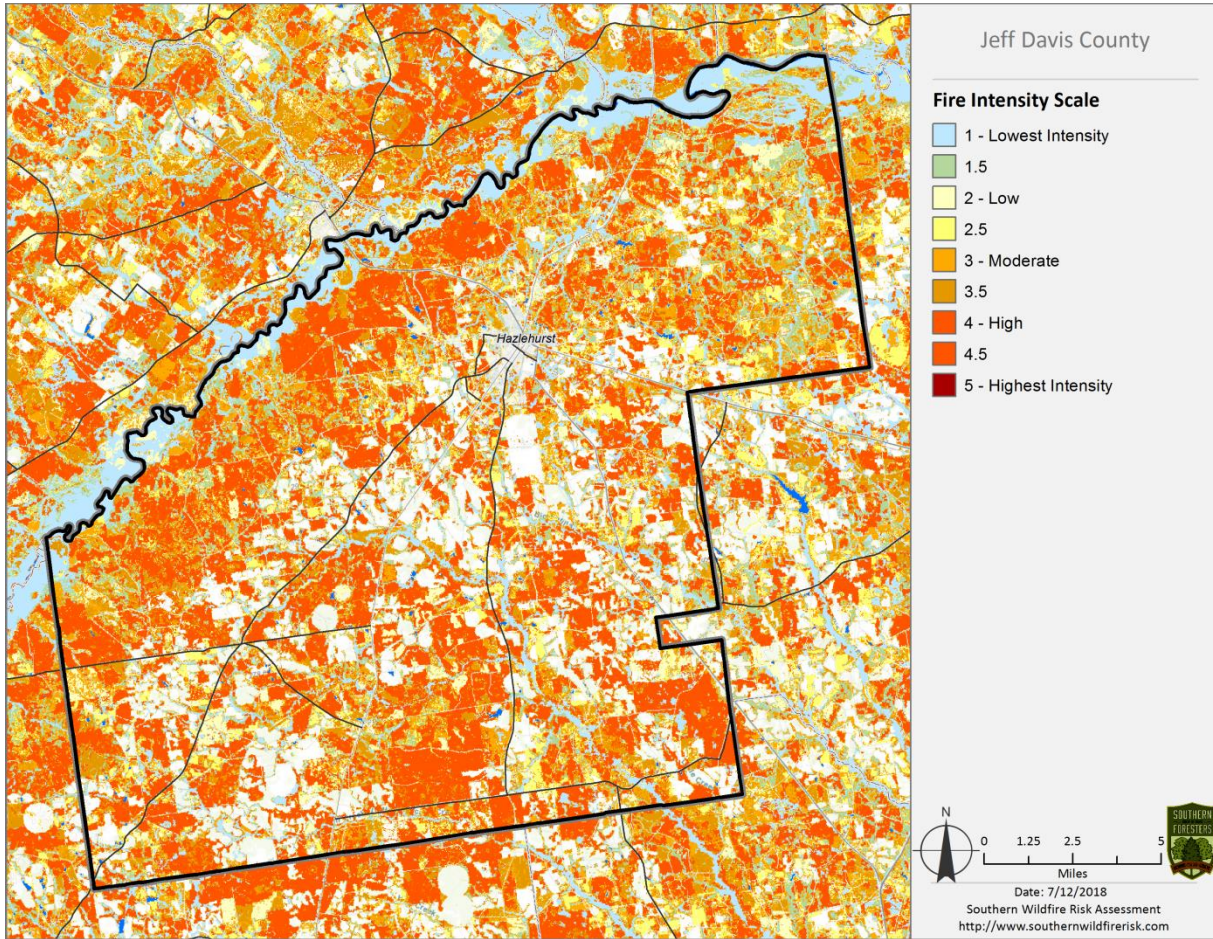 Jeff Davis County
Fire Intensity Scale
1 - Lowest Intensity
1.5
2 - Low
2.5
3 - Moderate
3.5
4 - High
4.5
5 - Highest Intensity
Hazlehurst
N
0 1.25 2.5 5
Miles
SOUTHERN
FORESTERS
Date: 7/12/2018
Southern Wildfire Risk Assessment
http://www.southernwildfirerisk.com